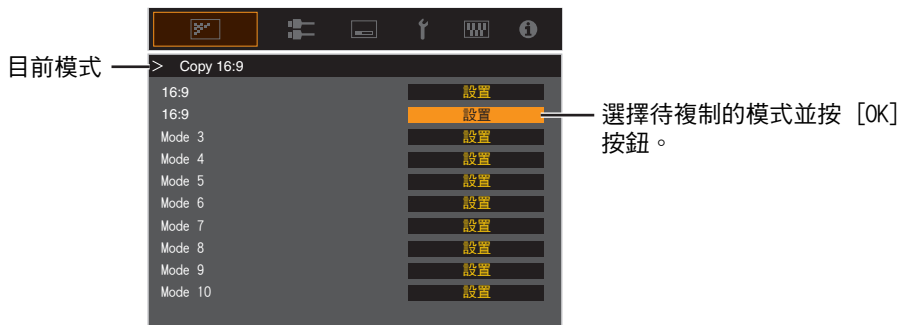 目前模式
> Copy 16:9
16:9 設置
16:9 設置
Mode 3 設置
Mode 4 設置
Mode 5 設置
Mode 6 設置
Mode 7 設置
Mode 8 設置
Mode 9 設置
Mode 10 設置
選擇待複制的模式並按 [OK]
按鈕。